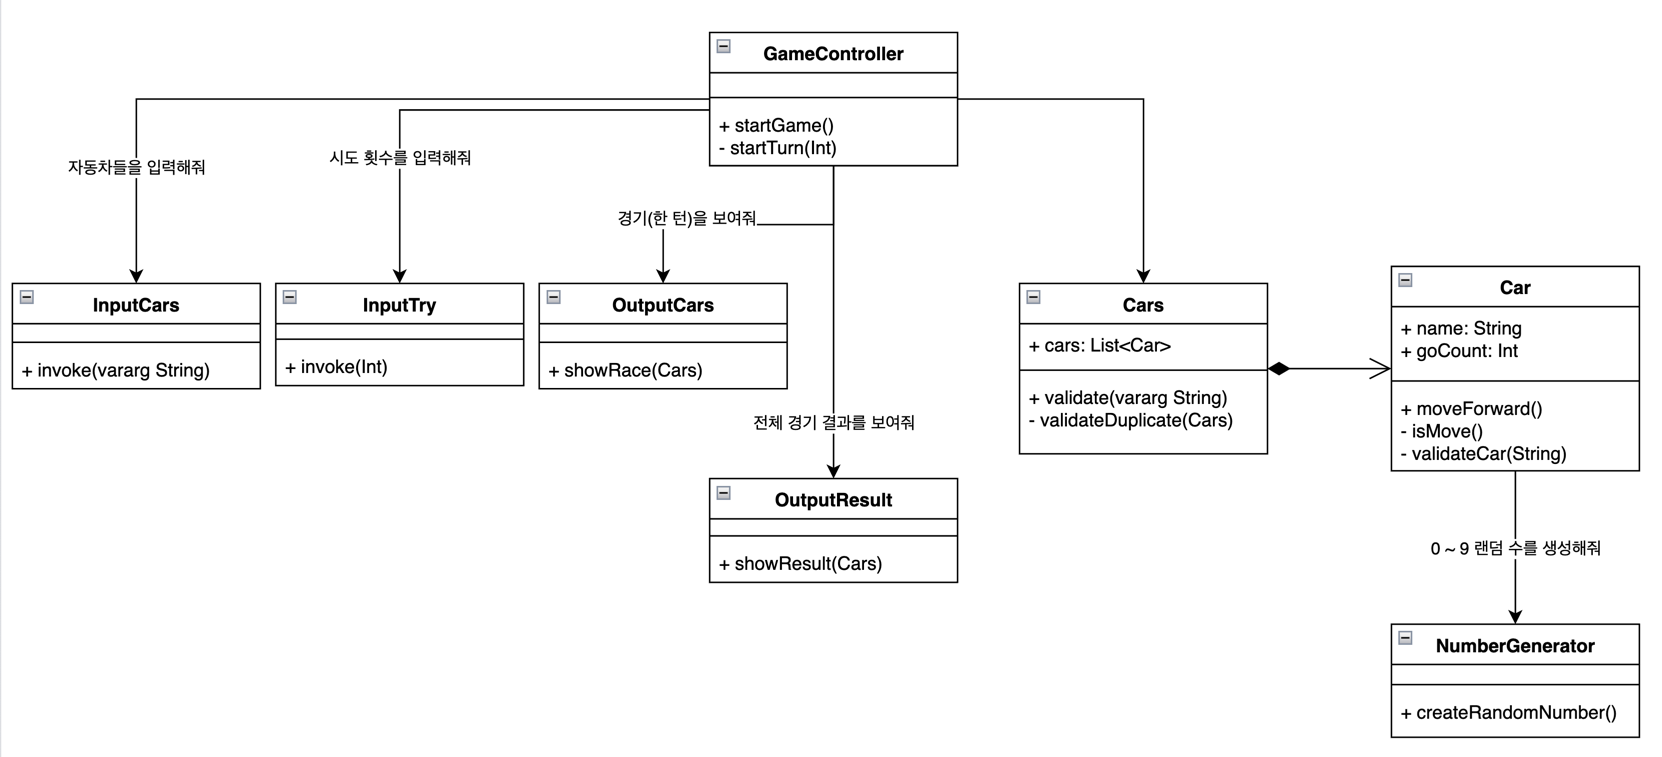 GameController
+ startGame()
- startTurn(Int)
자동차들을 입력해줘
시도 횟수를 입력해줘
경기(한 턴)을 보여줘
InputCars
+ invoke(vararg String)
InputTry
+ invoke(Int)
OutputCars
+ showRace(Cars)
Cars
+ cars: List<Car>
+ validate(vararg String)
- validateDuplicate(Cars)
Car
+ name: String
+ goCount: Int
+ moveForward()
- isMove()
- validateCar(String)
전체 경기 결과를 보여줘
OutputResult
+ showResult(Cars)
0 ~ 9 랜덤 수를 생성해줘
NumberGenerator
+ createRandomNumber()